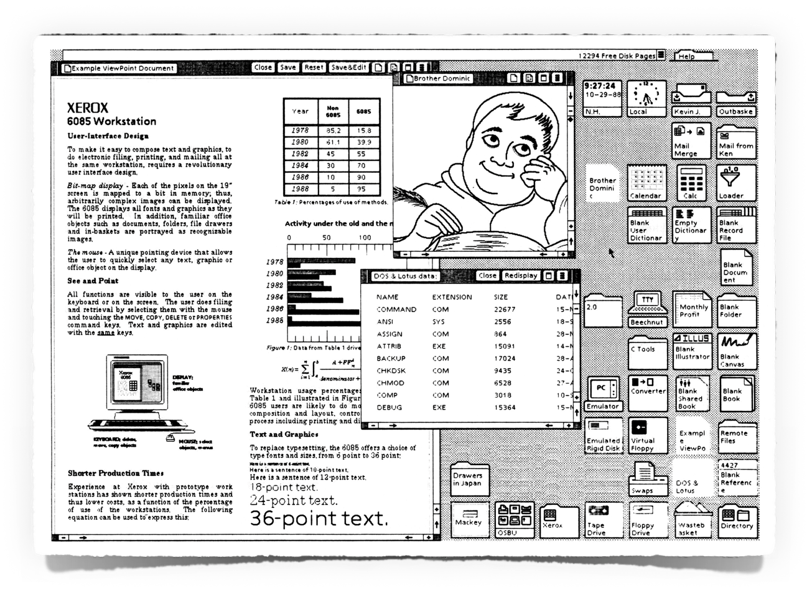 12294 Free Disk Pages
Help
Example ViewPoint Document
Close Save Reset Save&Edit
XEROX
6085 Workstation
User-Interface Design
To make it easy to compose text and graphics, to
do electronic filing, printing, and mailing all at
the same workstation, requires a revolutionary
user interface design.
Bit-map display - Each of the pixels on the 19"
screen is mapped to a bit in memory; thus,
arbitrarily complex images can be displayed.
The 6085 displays all fonts and graphics as they
will be printed. In addition, familiar office
objects such as documents, folders, file drawers
and in-baskets are portrayed as recognizable
images.
The mouse - A unique pointing device that allows
the user to quickly select any text, graphic or
office object on the display.
See and Point
All functions are visible to the user on the
keyboard or on the screen. The user does filing
and retrieval by selecting them with the mouse
and touching the MOVE, COPY, DELETE or PROPERTIES
command keys. Text and graphics are edited
with the same keys.
Xerox
6085
DISPLAY:
familiar
office objects
KEYBOARD: delete,
move, copy
MOUSE: select
objects, menus
Shorter Production Times
Experience at Xerox with prototype work
stations has shown shorter production times and
thus lower costs, as a function of the percentage
of use of the workstations. The following
equation can be used to express this:
Year Non 6085 6085
1978 85.2 15.8
1980 61.1 39.9
1982 45 55
1984 30 70
1986 10 90
1988 5 95
Table 1: Percentages of use of methods.
Activity under the old and the n
0 50 100
1978
1980
1982
1984
1986
1988
Figure 1: Data from Table 1 drive
Workstation usage percentages
Table 1 and illustrated in Figur
6085 users are likely to do mo
composition and layout, contro
process including printing and di
Text and Graphics
To replace typesetting, the 6085 offers a choice of
type fonts and sizes, from 6 point to 36 point:
Here is a sentence of 10-point text.
Here is a sentence of 12-point text.
18-point text.
24-point text.
36-point text.
Brother Dominic
DOS & Lotus data:
Close Redisplay
NAME EXTENSION SIZE DAT
COMMAND COM 22677 15-N
ANSI SYS 2556 18-S
ASSIGN COM 864 28-N
ATTRIB EXE 15091 14-N
BACKUP COM 17024 28-A
CHKDSK COM 9435 24-C
CHMOD COM 6528 27-A
COMP COM 3018 10-S
DEBUG EXE 15364 15-N
9:27:24
10-29-88
N.H.
Local
Kevin J.
Outbaske
Mail
Merge
Mail from
Ken
Brother
Domini
c
Calendar
Calc
Loader
Blank
User
Dictionar
Empty
Dictionar
y
Blank
Record
File
Blank
Docum
ent
2.0
TTY
Beechnut
Monthly
Profit
Blank
Folder
C Tools
ILLUS
Blank
Illustrator
Blank
Canvas
PC
Emulator
Converter
Blank
Shared
Book
Blank
Book
Emulated
Rigid Disk
Virtual
Floppy
Exampl
e
ViewPo
Remote
Files
Drawers
in Japan
Swaps
DOS &
Lotus
4427
Blank
Referenc
e
Mackey
OSBU
Xerox
Tape
Drive
Floppy
Drive
Wasteb
asket
Directory